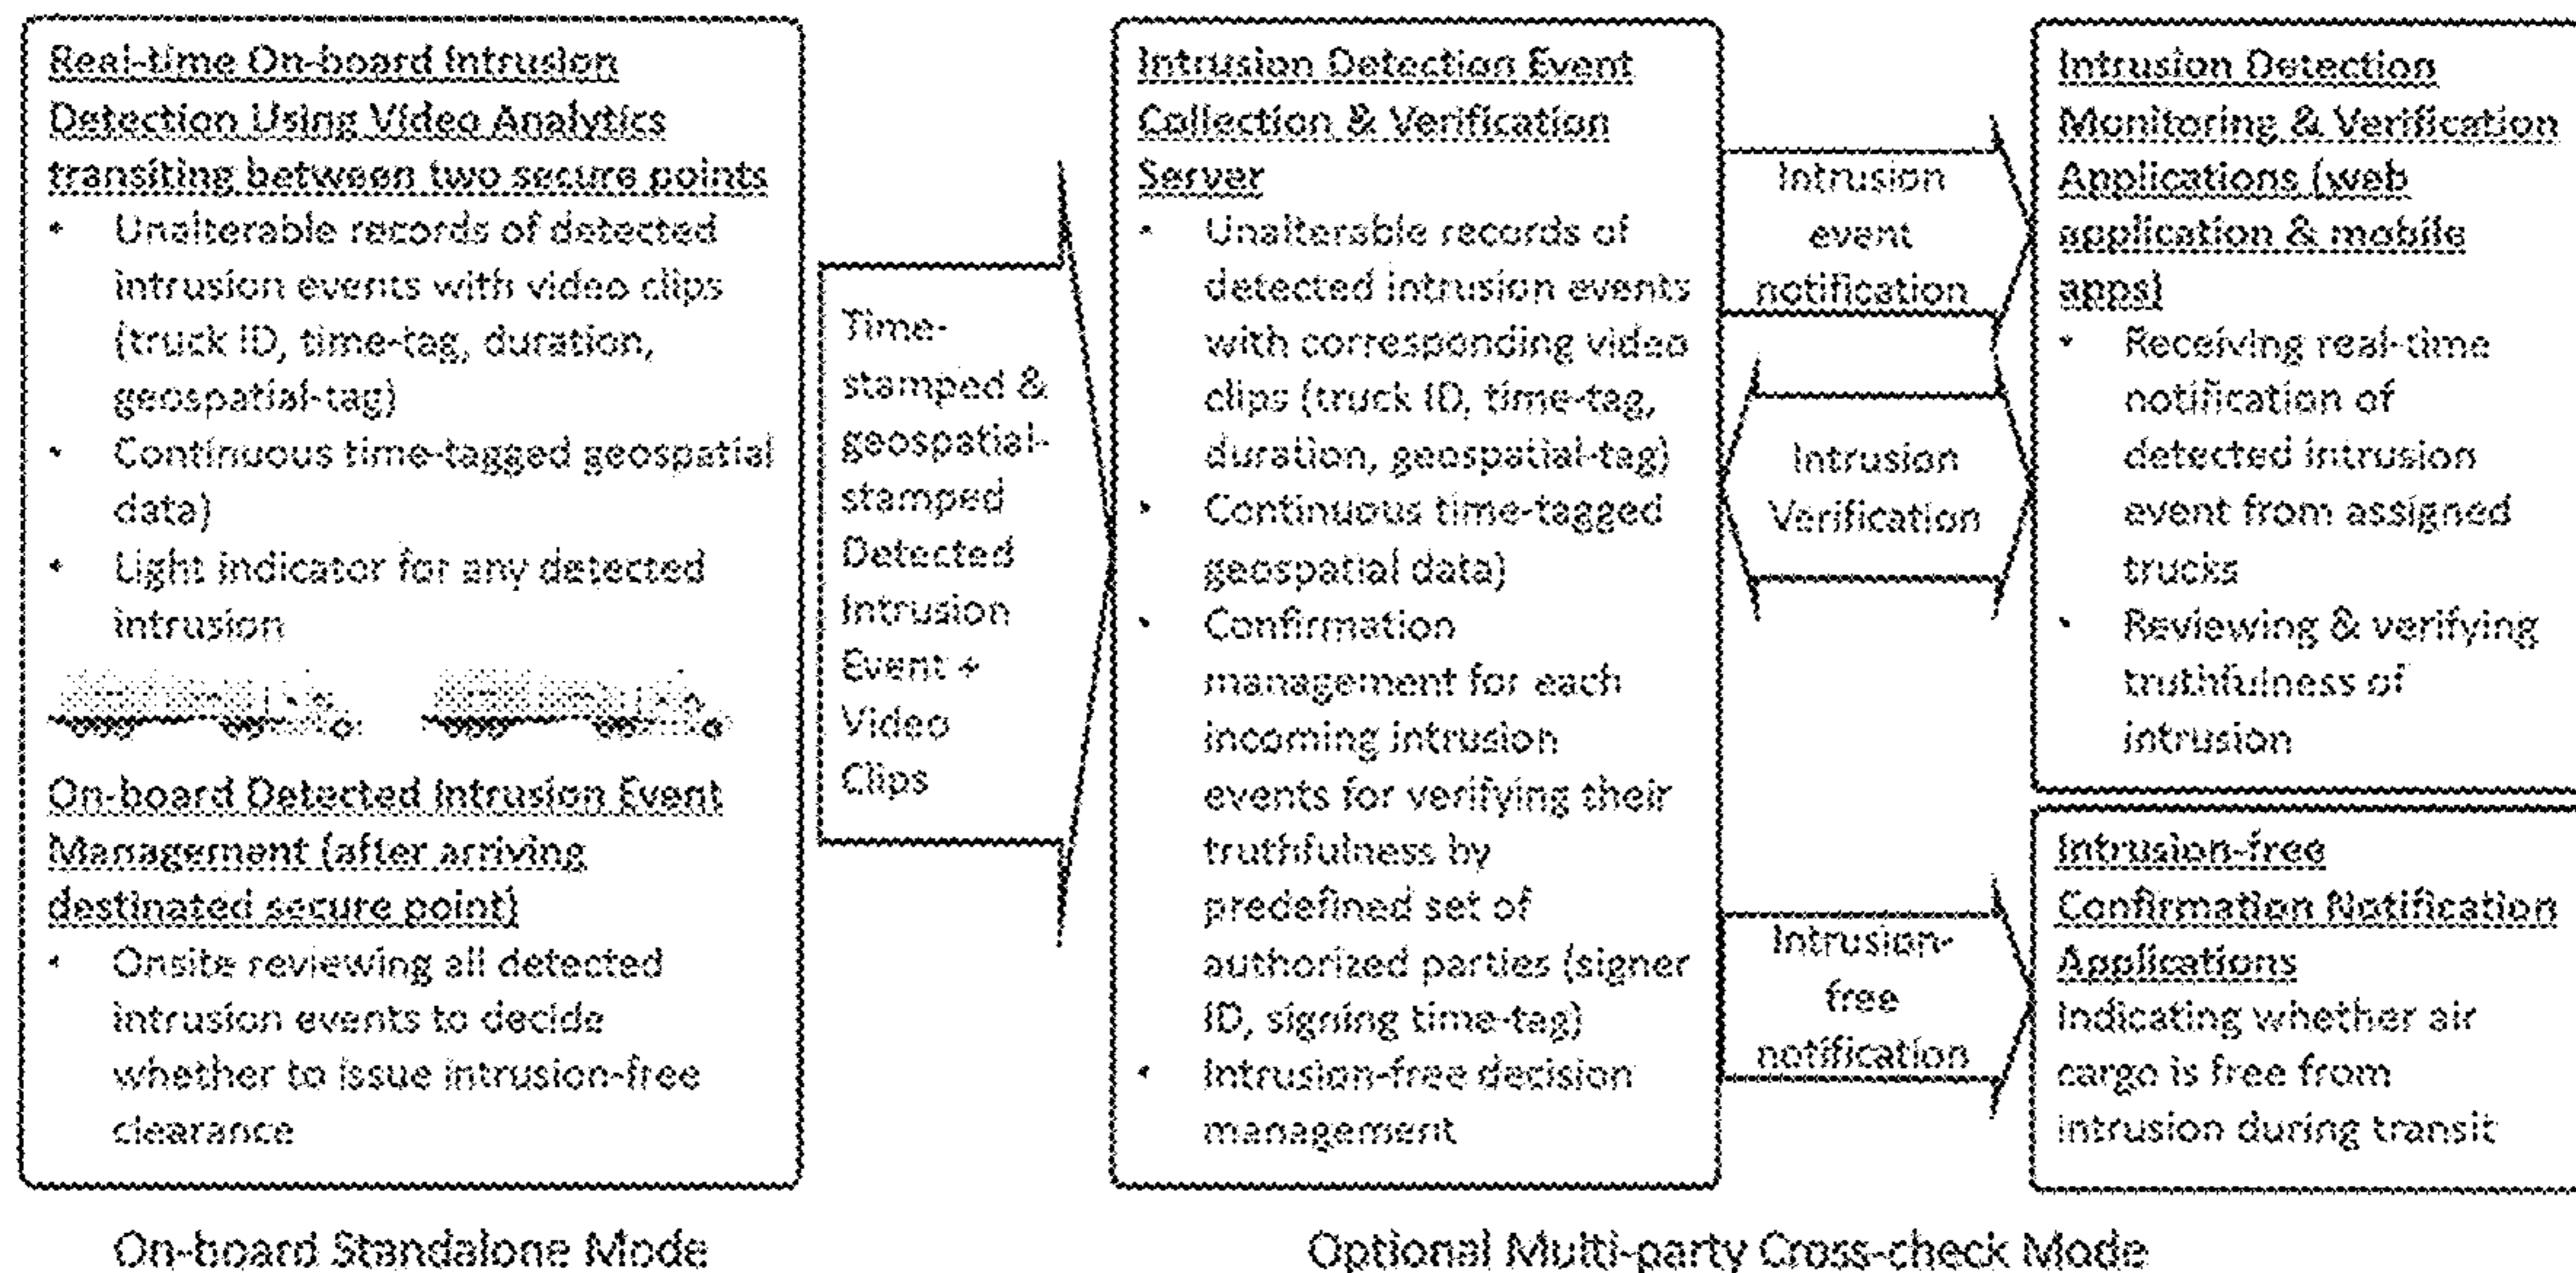 Real-time On-board Intrusion
Detection Using Video Analytics
transiting between two secure points
• Unalterable records of detected
intrusion events with video clips
(truck ID, time-tag, duration,
geospatial-tag)
• Continuous time-tagged geospatial
data)
• Light indicator for any detected
intrusion
On-board Detected Intrusion Event
Management (after arriving
destinated secure point)
• Onsite reviewing all detected
intrusion events to decide
whether to issue intrusion-free
clearance
Time-
stamped &
geospatial-
stamped
Detected
Intrusion
Event +
Video
Clips
Intrusion Detection Event
Collection & Verification
Server
• Unalterable records of
detected intrusion events
with corresponding video
clips (truck ID, time-tag,
duration, geospatial-tag)
• Continuous time-tagged
geospatial data)
• Confirmation
management for each
incoming intrusion
events for verifying their
truthfulness by
predefined set of
authorized parties (signer
ID, signing time-tag)
• Intrusion-free decision
management
Intrusion
event
notification
Intrusion
Verification
Intrusion-
free
notification
Intrusion Detection
Monitoring & Verification
Applications (web
application & mobile
apps)
• Receiving real-time
notification of
detected intrusion
event from assigned
trucks
• Reviewing & verifying
truthfulness of
intrusion
Intrusion-free
Confirmation Notification
Applications
Indicating whether air
cargo is free from
intrusion during transit
On-board Standalone Mode
Optional Multi-party Cross-check Mode